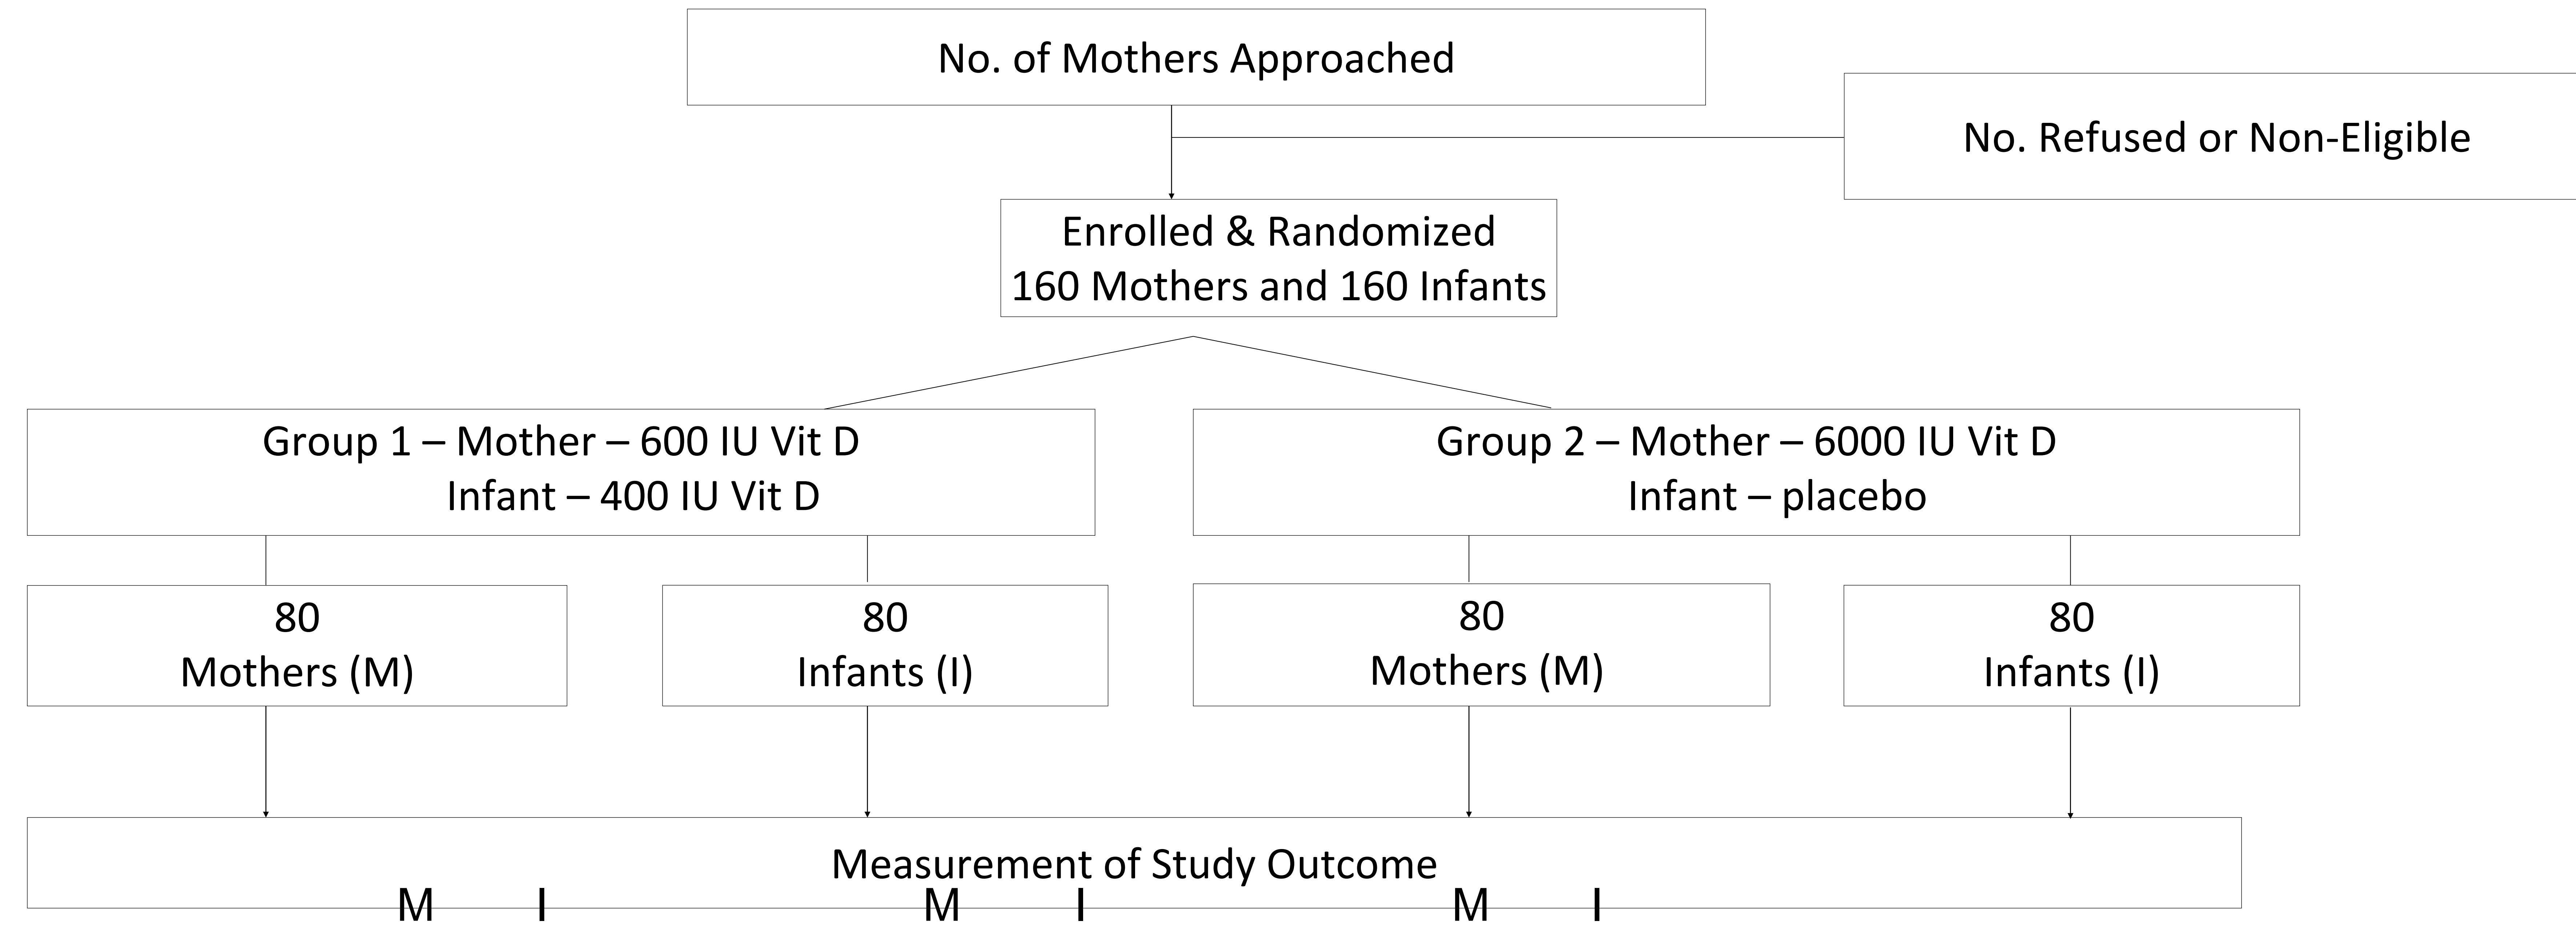 No. of Mothers Approached
No. Refused or Non-Eligible
Enrolled & Randomized
160 Mothers and 160 Infants
Group 1 – Mother – 600 IU Vit D
Infant – 400 IU Vit D
Group 2 – Mother – 6000 IU Vit D
Infant – placebo
80
Mothers (M)
80
Infants (I)
80
Mothers (M)
80
Infants (I)
Measurement of Study Outcome
M I M I M I